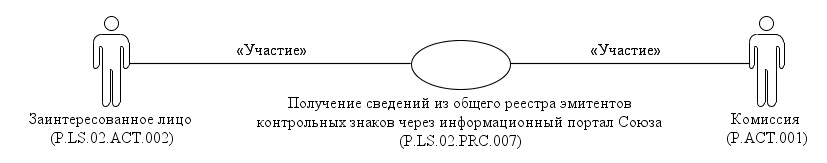 «Участие» «Участие»
Заинтересованное лицо
(P.LS.02.ACT.002)
Получение сведений из общего реестра эмитентов
контрольных знаков через информационный портал Союза
(P.LS.02.PRC.007)
Комиссия
(P.ACT.001)